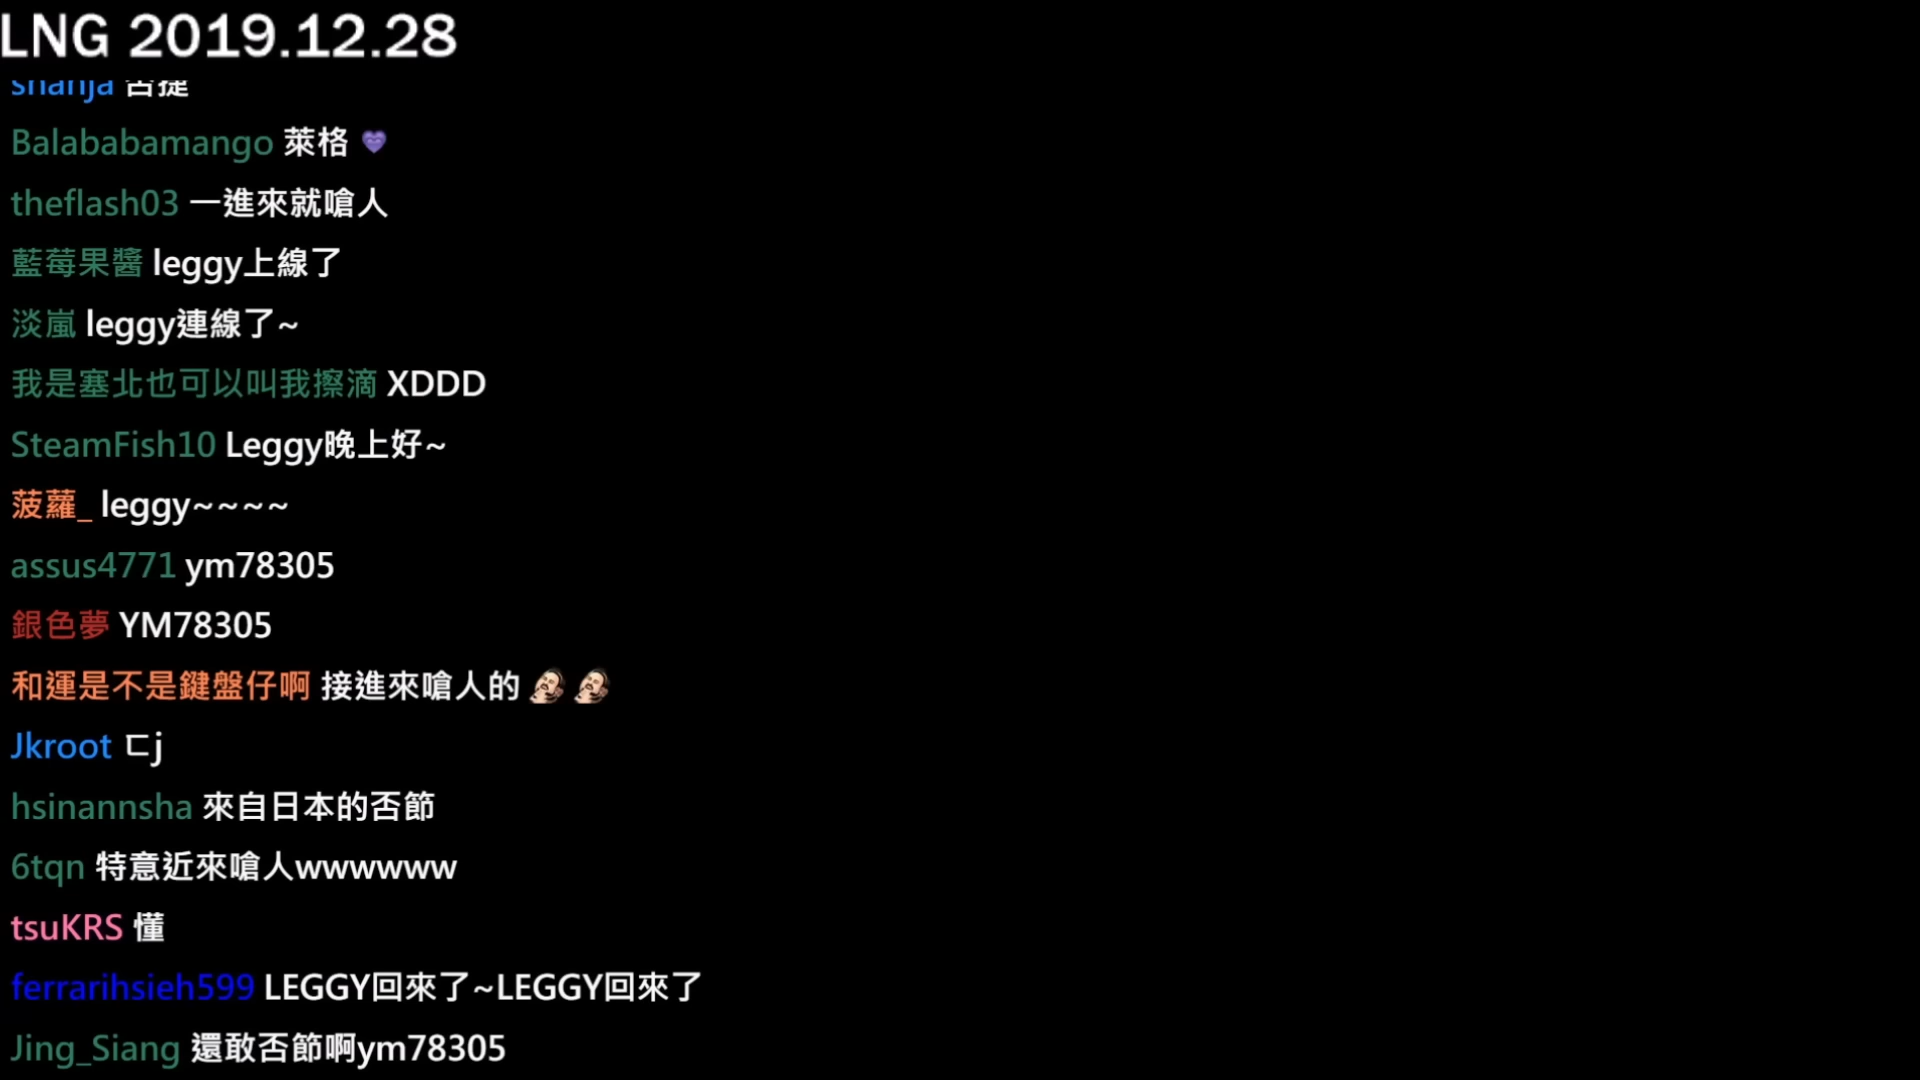 LNG 2019.12.28
shanja 否捷
Balababamango 萊格
theflash03 一進來就嗆人
藍莓果醬 leggy上線了
淡嵐 leggy連線了~
我是塞北也可以叫我擦滴 XDDD
SteamFish10 Leggy晚上好~
菠蘿_ leggy~~~~
assus4771 ym78305
銀色夢 YM78305
和運是不是鍵盤仔啊 接進來嗆人的
Jkroot ㄷj
hsinannsha 來自日本的否節
6tqn 特意近來嗆人wwwwww
tsuKRS 懂
ferrarihsieh599 LEGGY回來了~LEGGY回來了
Jing_Siang 還敢否節啊ym78305